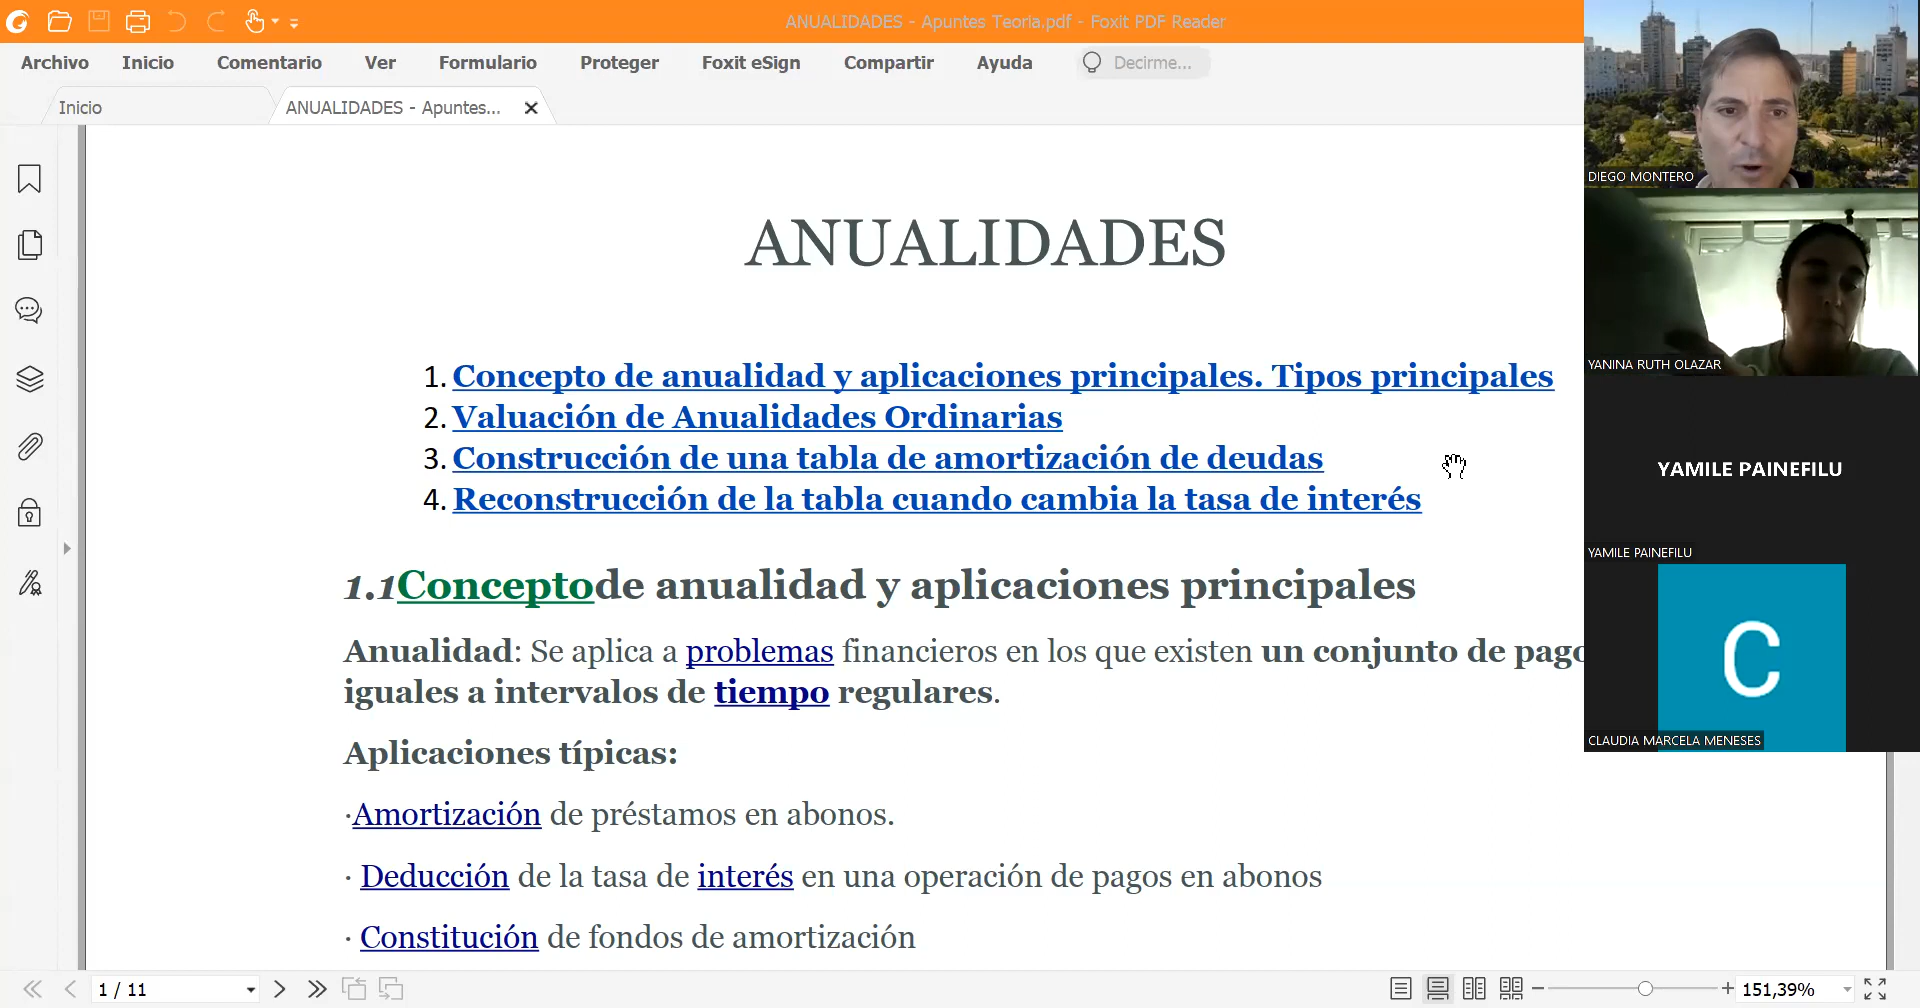 ANUALIDADES - Apuntes Teoria.pdf - Foxit PDF Reader
Archivo Inicio Comentario Ver Formulario Proteger Foxit eSign Compartir Ayuda Decirme...
Inicio ANUALIDADES - Apuntes...
ANUALIDADES
1. Concepto de anualidad y aplicaciones principales. Tipos principales
2. Valuación de Anualidades Ordinarias
3. Construcción de una tabla de amortización de deudas
4. Reconstrucción de la tabla cuando cambia la tasa de interés
1.1Conceptode anualidad y aplicaciones principales
Anualidad: Se aplica a problemas financieros en los que existen un conjunto de pago
iguales a intervalos de tiempo regulares.
Aplicaciones típicas:
·Amortización de préstamos en abonos.
· Deducción de la tasa de interés en una operación de pagos en abonos
· Constitución de fondos de amortización
1 / 11
151,39%
DIEGO MONTERO
YANINA RUTH OLAZAR
YAMILE PAINEFILU
YAMILE PAINEFILU
C
CLAUDIA MARCELA MENESES